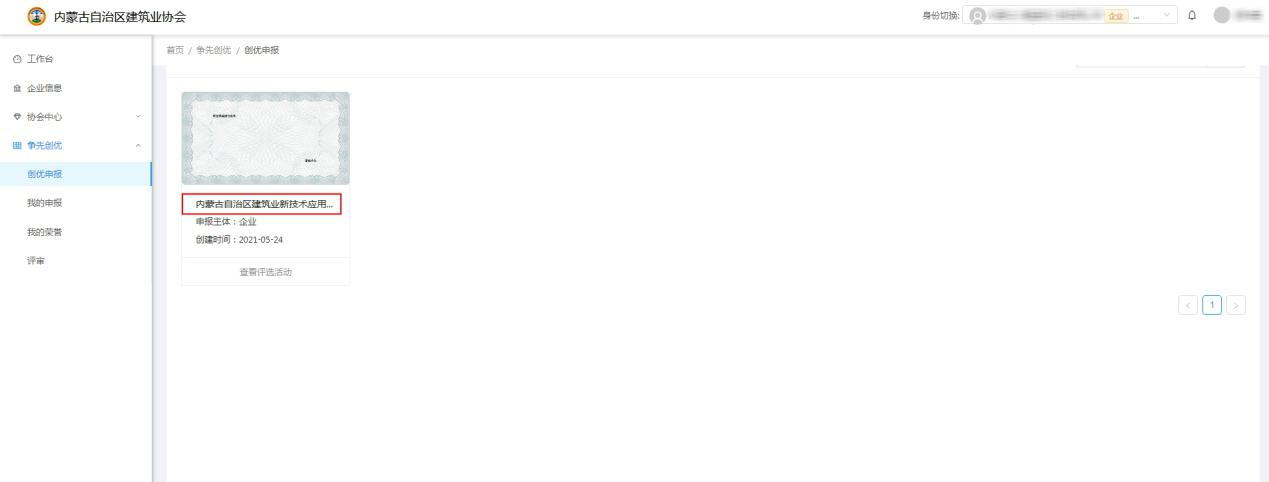 内蒙古自治区建筑业协会
身份切换:
企业
...
首页 / 争先创优 / 创优申报
工作台
企业信息
协会中心
争先创优
创优申报
我的申报
我的荣誉
评审
内蒙古自治区建筑业新技术应用...
申报主体：企业
创建时间：2021-05-24
查看评选活动
< 1 >